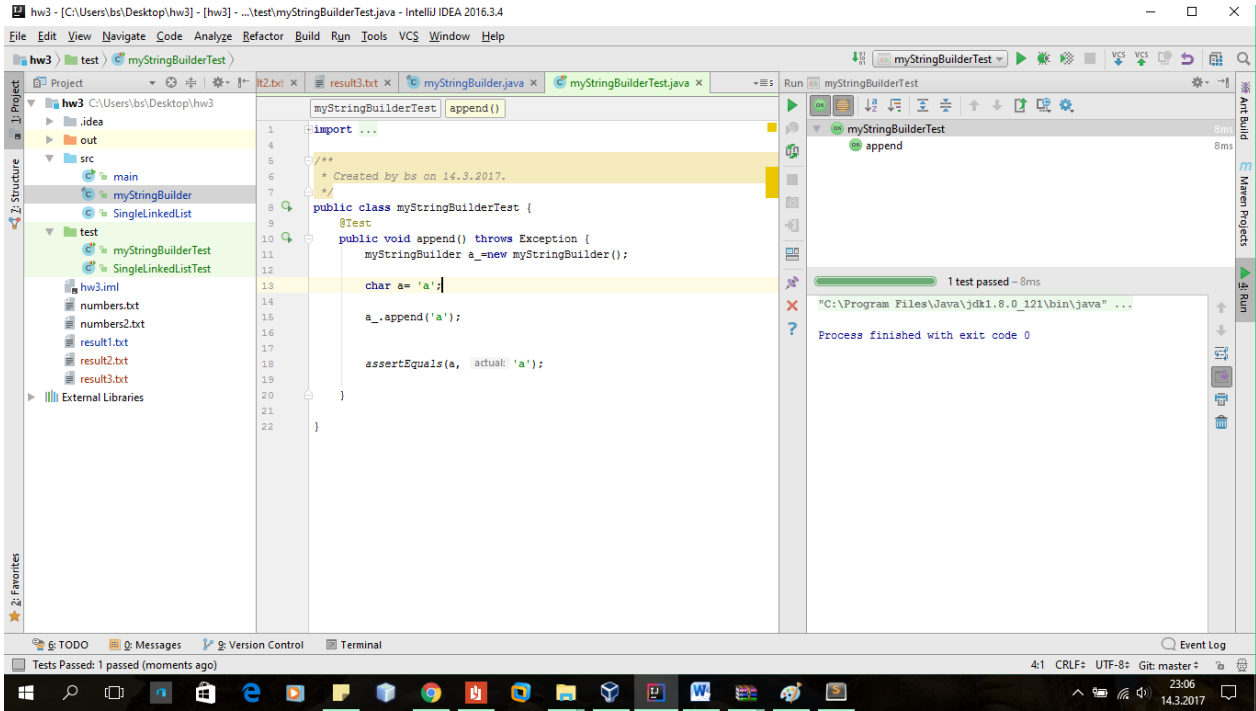 hw3 - [C:\Users\bs\Desktop\hw3] - [hw3] - ...\test\myStringBuilderTest.java - IntelliJ IDEA 2016.3.4
File Edit View Navigate Code Analyze Refactor Build Run Tools VCS Window Help
hw3 test myStringBuilderTest
myStringBuilderTest
VCS VCS
1: Project
7: Structure
2: Favorites
Project
hw3 C:\Users\bs\Desktop\hw3
.idea
out
src
main
myStringBuilder
SingleLinkedList
test
myStringBuilderTest
SingleLinkedListTest
hw3.iml
numbers.txt
numbers2.txt
result1.txt
result2.txt
result3.txt
External Libraries
lt2.txt × result3.txt × myStringBuilder.java × myStringBuilderTest.java ×
myStringBuilderTest append()
1 import ...
4
5 /**
6 * Created by bs on 14.3.2017.
7 */
8 public class myStringBuilderTest {
9 @Test
10 public void append() throws Exception {
11 myStringBuilder a_=new myStringBuilder();
12
13 char a= 'a';
14
15 a_.append('a');
16
17
18 assertEquals(a, actual: 'a');
19
20 }
21
22 }
Run myStringBuilderTest
myStringBuilderTest 8ms
append 8ms
1 test passed – 8ms
"C:\Program Files\Java\jdk1.8.0_121\bin\java" ...
Process finished with exit code 0
Ant Build
Maven Projects
4: Run
6: TODO 0: Messages 9: Version Control Terminal Event Log
Tests Passed: 1 passed (moments ago) 4:1 CRLF UTF-8 Git: master
23:06
14.3.2017